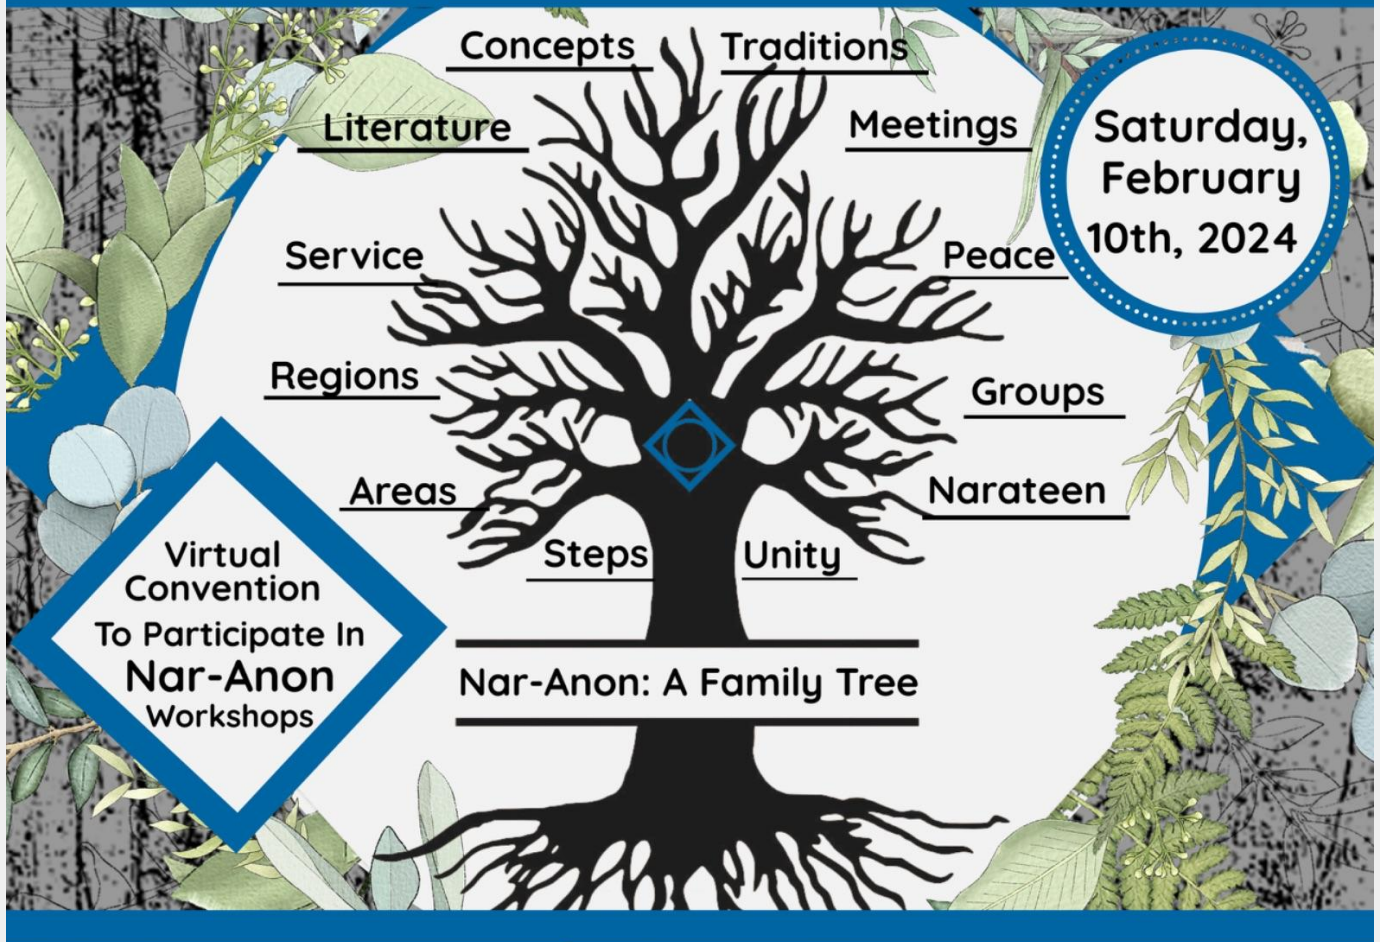 Concepts
Traditions
Literature
Meetings
Saturday,
February
10th, 2024
Service
Peace
Regions
Groups
Areas
Narateen
Steps
Unity
Virtual
Convention
To Participate In
Nar-Anon
Workshops
Nar-Anon: A Family Tree